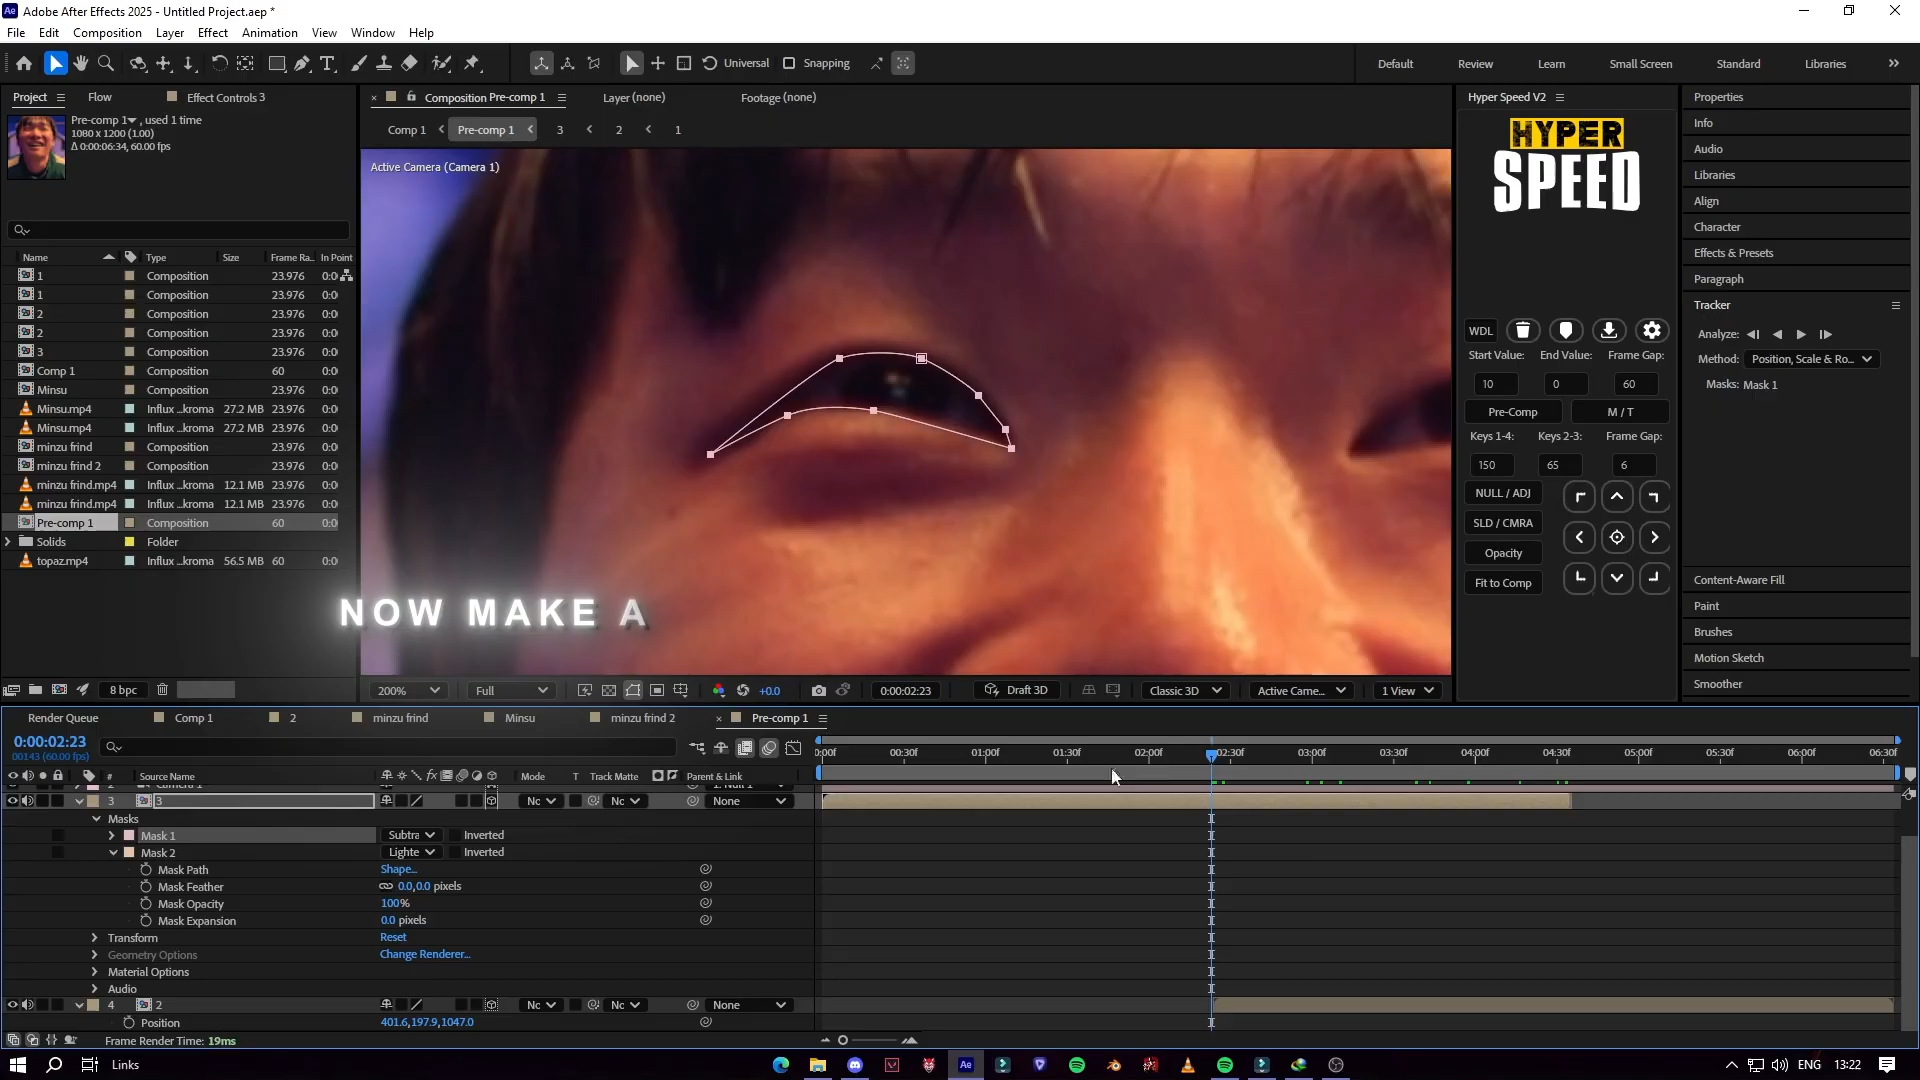 Adobe After Effects 2025 - Untitled Project.aep *
File Edit Composition Layer Effect Animation View Window Help
Universal Snapping Default Review Learn Small Screen Standard Libraries
Project Flow Effect Controls 3
Pre-comp 1 , used 1 time
1080 x 1200 (1.00)
Δ 0:00:06:34, 60.00 fps
Name Type Size Frame Ra... In Point
1 Composition 23.976 0:0
1 Composition 23.976 0:0
2 Composition 23.976 0:0
2 Composition 23.976 0:0
3 Composition 23.976 0:0
Comp 1 Composition 60 0:0
Minsu Composition 23.976 0:0
Minsu.mp4 Influx ...kroma 27.2 MB 23.976 0:0
Minsu.mp4 Influx ...kroma 27.2 MB 23.976 0:0
minzu frind Composition 23.976 0:0
minzu frind 2 Composition 23.976 0:0
minzu frind.mp4 Influx ...kroma 12.1 MB 23.976 0:0
minzu frind.mp4 Influx ...kroma 12.1 MB 23.976 0:0
Pre-comp 1 Composition 60 0:0
Solids Folder
topaz.mp4 Influx ...kroma 56.5 MB 60 0:0
8 bpc
Composition Pre-comp 1 Layer (none) Footage (none)
Comp 1 Pre-comp 1 3 2 1
Active Camera (Camera 1)
NOW MAKE A
200% Full +0.0 0:00:02:23 Draft 3D Classic 3D Active Came... 1 View
Hyper Speed V2
HYPER
SPEED
WDL
Start Value: End Value: Frame Gap:
10 0 60
Pre-Comp M / T
Keys 1-4: Keys 2-3: Frame Gap:
150 65 6
NULL / ADJ
SLD / CMRA
Opacity
Fit to Comp
Properties
Info
Audio
Libraries
Align
Character
Effects & Presets
Paragraph
Tracker
Analyze:
Method: Position, Scale & Ro...
Masks: Mask 1
Content-Aware Fill
Paint
Brushes
Motion Sketch
Smoother
Render Queue Comp 1 2 minzu frind Minsu minzu frind 2 Pre-comp 1
0:00:02:23
00143 (60.00 fps)
0:00f 00:30f 01:00f 01:30f 02:00f 02:30f 03:00f 03:30f 04:00f 04:30f 05:00f 05:30f 06:00f 06:30f
# Source Name Mode T Track Matte Parent & Link
3 3 Nc Nc None
Masks
Mask 1 Subtra Inverted
Mask 2 Lighte Inverted
Mask Path Shape...
Mask Feather 0.0,0.0 pixels
Mask Opacity 100%
Mask Expansion 0.0 pixels
Transform Reset
Geometry Options Change Renderer...
Material Options
Audio
4 2 Nc Nc None
Position 401.6,197.9,1047.0
Frame Render Time: 19ms
Links ENG 13:22